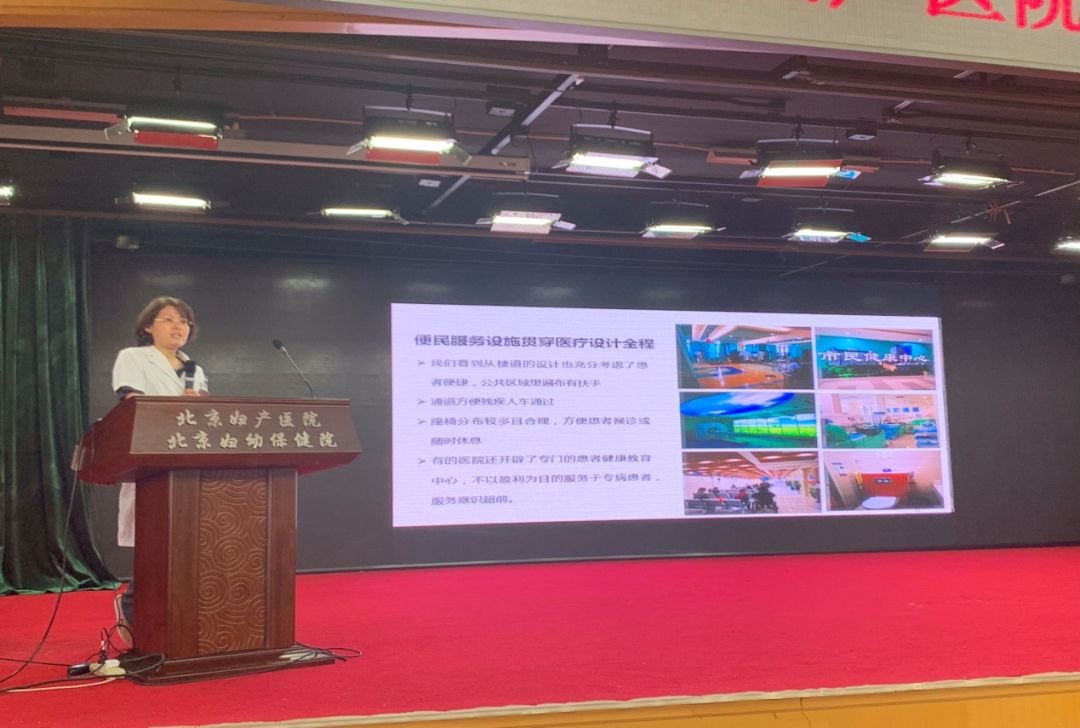 产医院
便民服务设施贯穿医疗设计全程
➢ 我们看到从楼道的设计也充分考虑了患
者便捷，公共区域里遍布有扶手
➢ 通道方便残疾人车通过
➢ 座椅分布较多且合理，方便患者候诊或
随时休息
➢ 有的医院还开辟了专门的患者健康教育
中心，不以盈利为目的服务于专病患者，
服务意识超前。
市民健康中心
北京妇产医院
北京妇幼保健院